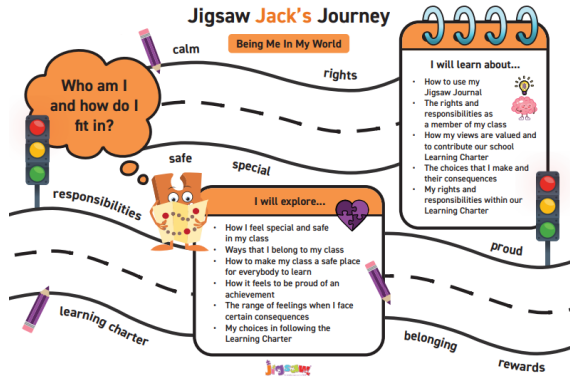 Jigsaw Jack's Journey
Being Me In My World
calm
rights
Who am I
and how do I
fit in?
safe
special
responsibilities
I will learn about...
• How to use my
Jigsaw Journal
• The rights and
responsibilities as
a member of my class
• How my views are valued and
to contribute our school
Learning Charter
• The choices that I make and
their consequences
• My rights and
responsibilities within our
Learning Charter
I will explore...
• How I feel special and safe
in my class
• Ways that I belong to my class
• How to make my class a safe place
for everybody to learn
• How it feels to be proud of an
achievement
• The range of feelings when I face
certain consequences
• My choices in following the
Learning Charter
proud
learning charter
belonging
rewards
jigsaw